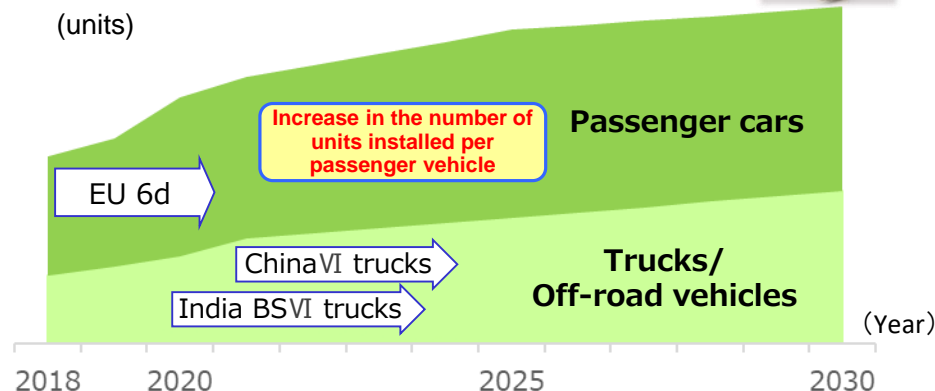 (units)
Increase in the number of
units installed per
passenger vehicle
Passenger cars
EU 6d
ChinaⅥ trucks
India BSⅥ trucks
Trucks/
Off-road vehicles
（Year）
2018 2020 2025 2030